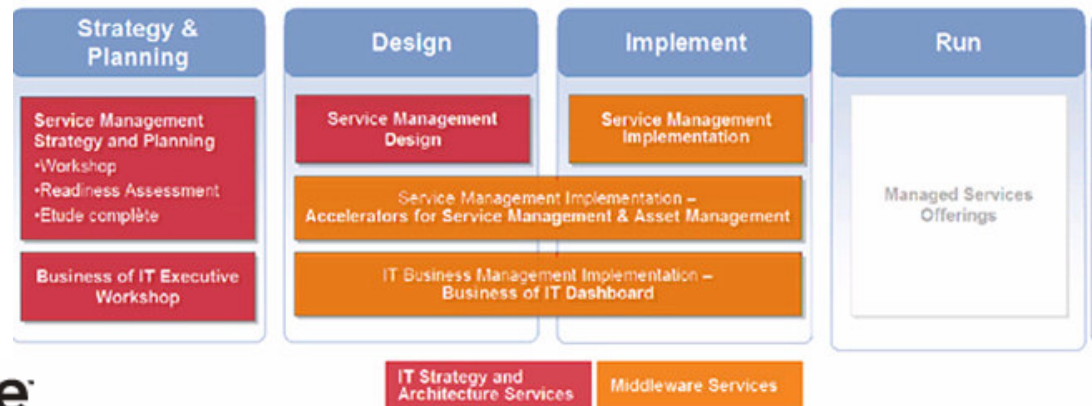 Strategy &
Planning
Design
Implement
Run
Service Management
Strategy and Planning
•Workshop
•Readiness Assessment
•Etude complète
Service Management
Design
Service Management
Implementation
Service Management Implementation –
Accelerators for Service Management & Asset Management
Managed Services
Offerings
Business of IT Executive
Workshop
IT Business Management Implementation –
Business of IT Dashboard
e
IT Strategy and
Architecture Services
Middleware Services